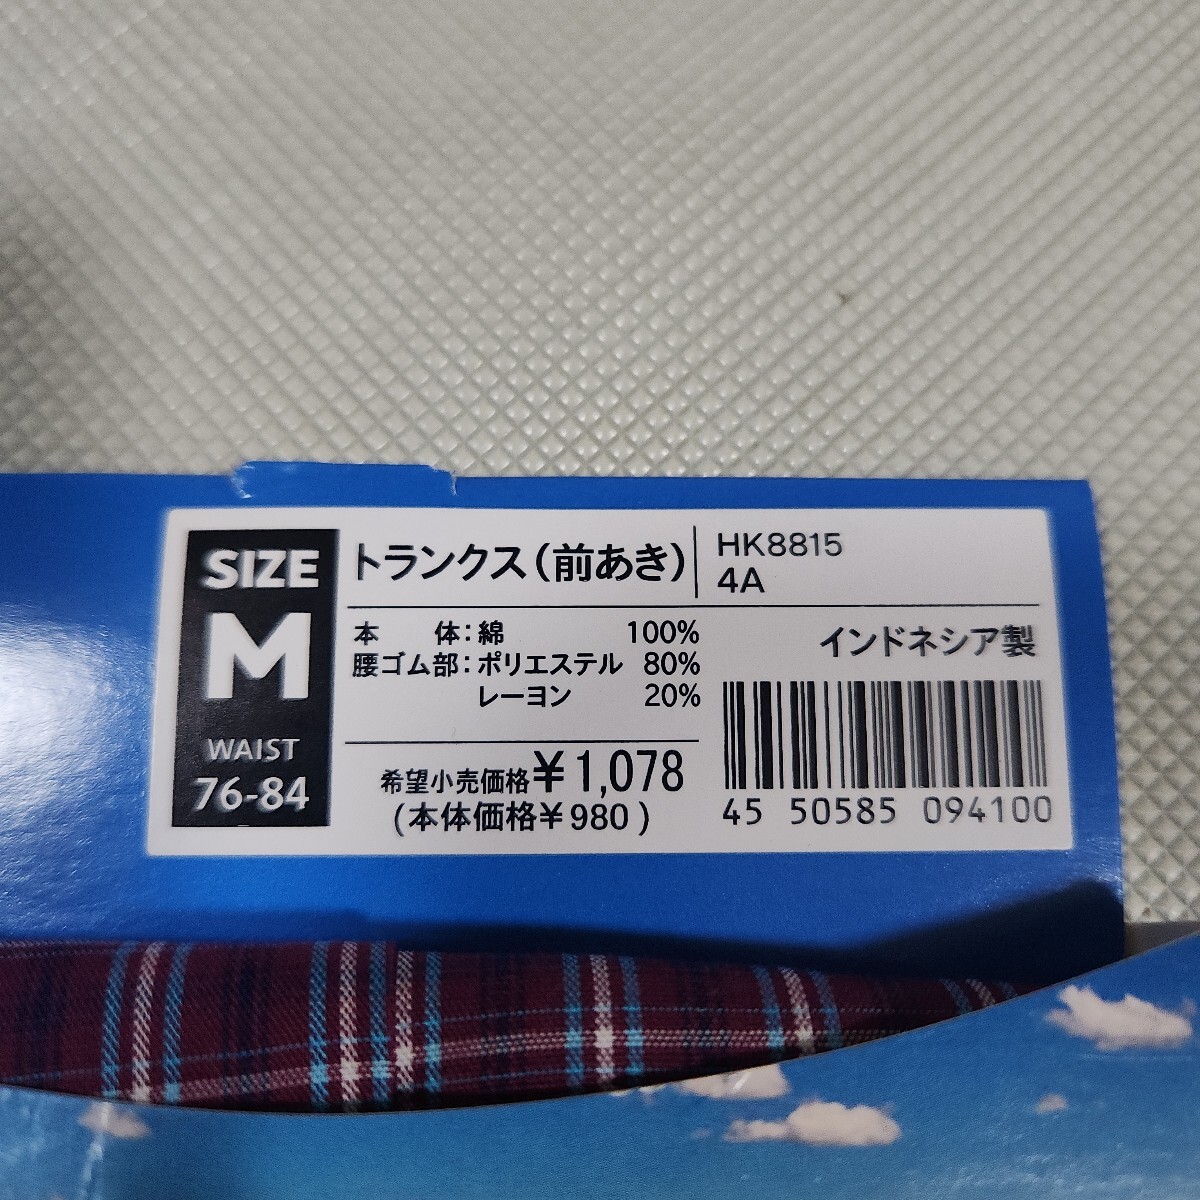 SIZE
M
WAIST
76-84
トランクス(前あき)
HK8815
4A
本　体:綿 100%
腰ゴム部:ポリエステル 80%
レーヨン 20%
インドネシア製
希望小売価格¥1,078
(本体価格¥980)
45 50585 094100